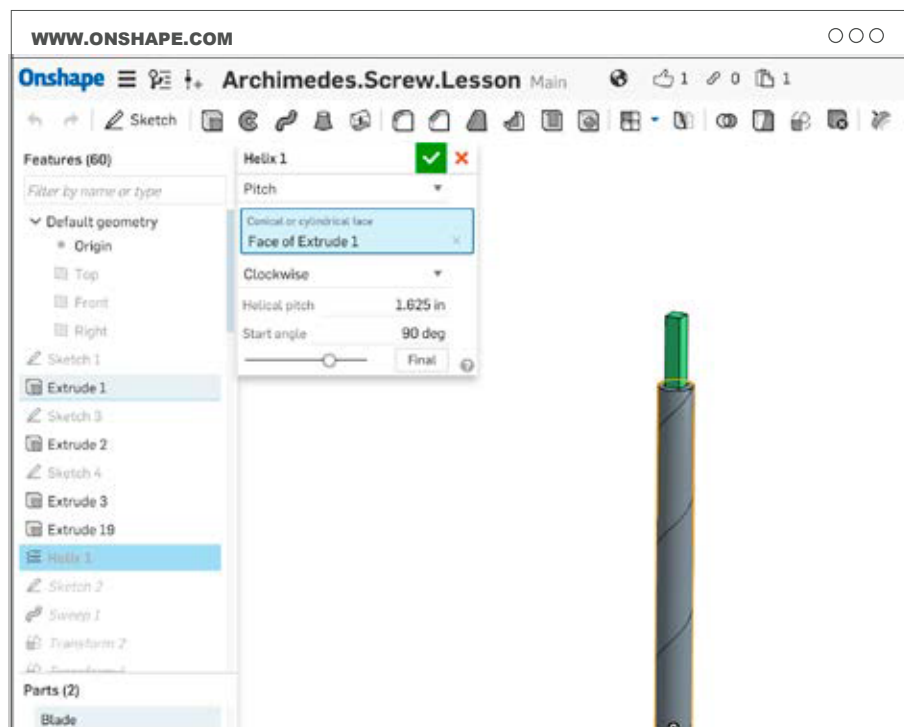 WWW.ONSHAPE.COM
Onshape Archimedes.Screw.Lesson Main 1 0 1
Sketch
Features (60)
Filter by name or type
Default geometry
Origin
Top
Front
Right
Sketch 1
Extrude 1
Sketch 3
Extrude 2
Sketch 4
Extrude 3
Extrude 19
Helix 1
Sketch 2
Sweep 1
Transform 2
Parts (2)
Blade
Helix 1
Pitch
Conical or cylindrical face
Face of Extrude 1
Clockwise
Helical pitch 1.625 in
Start angle 90 deg
Final